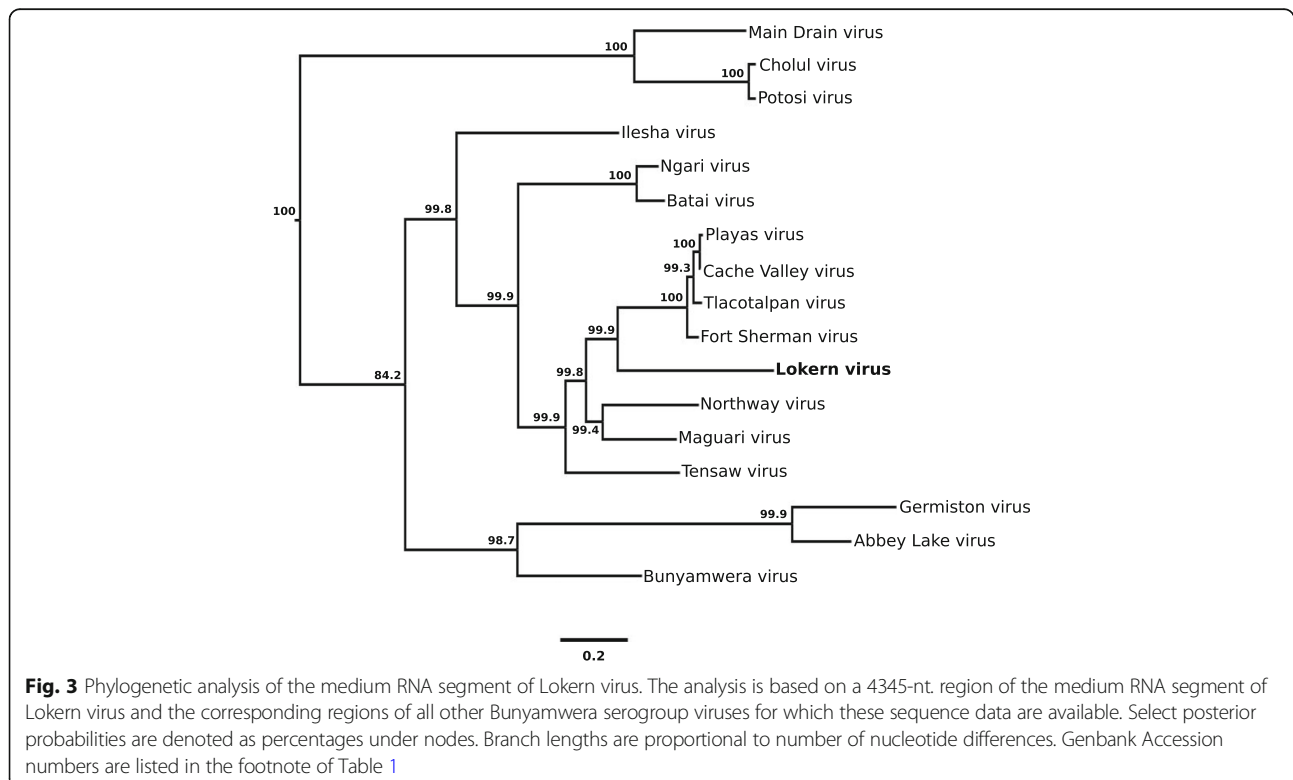 Main Drain virus
100
Cholul virus
100
Potosi virus
Ilesha virus
Ngari virus
100
Batai virus
99.8
100
Playas virus
100
Cache Valley virus
99.3
Tlacotalpan virus
99.9
100
Fort Sherman virus
99.9
Lokern virus
99.8
84.2
Northway virus
99.9
99.4
Maguari virus
Tensaw virus
Germiston virus
99.9
Abbey Lake virus
98.7
Bunyamwera virus
0.2
Fig. 3 Phylogenetic analysis of the medium RNA segment of Lokern virus. The analysis is based on a 4345-nt. region of the medium RNA segment of
Lokern virus and the corresponding regions of all other Bunyamwera serogroup viruses for which these sequence data are available. Select posterior
probabilities are denoted as percentages under nodes. Branch lengths are proportional to number of nucleotide differences. Genbank Accession
numbers are listed in the footnote of Table 1